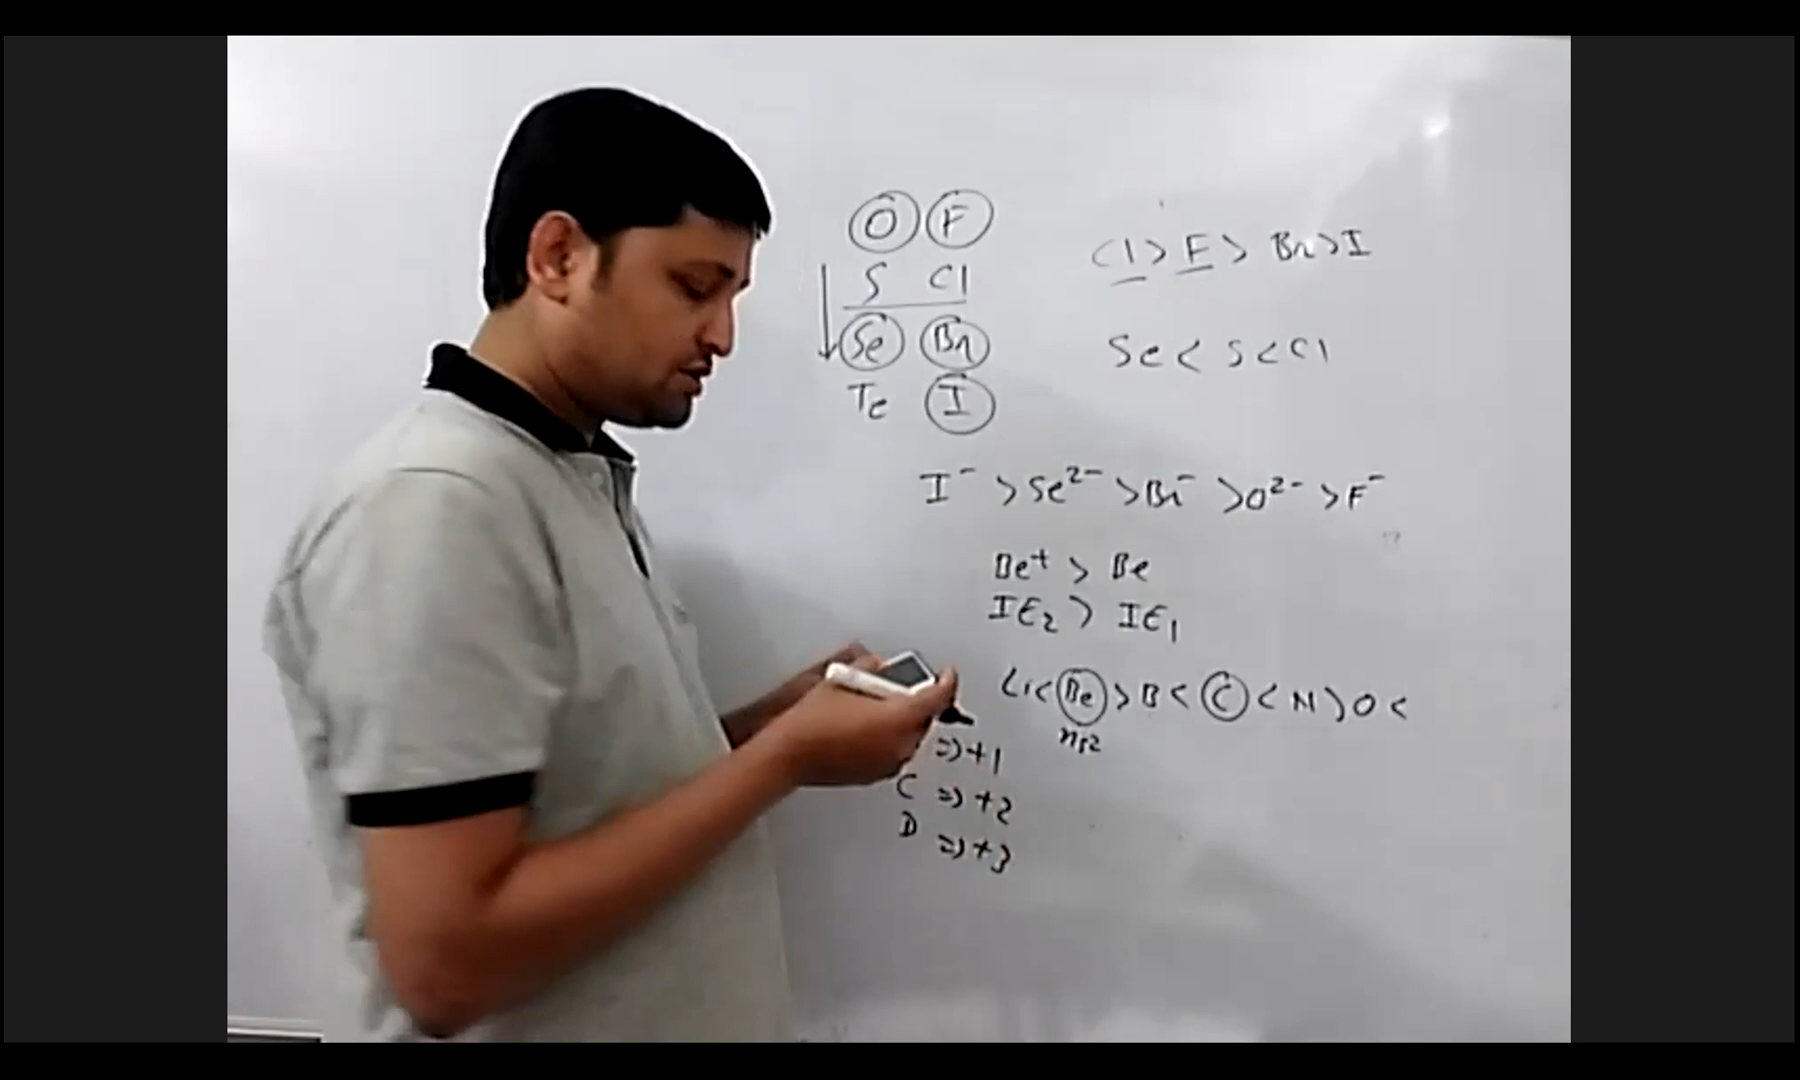 O F
S Cl
Se Br
Te I
Cl > F > Br > I
Se < S < Cl
I⁻ > Se²⁻ > Br⁻ > O²⁻ > F⁻
Be⁺ > Be
IE₂ > IE₁
Li < Be > B < C < N > O <
ns²
⇒ +1
C ⇒ +2
D ⇒ +3